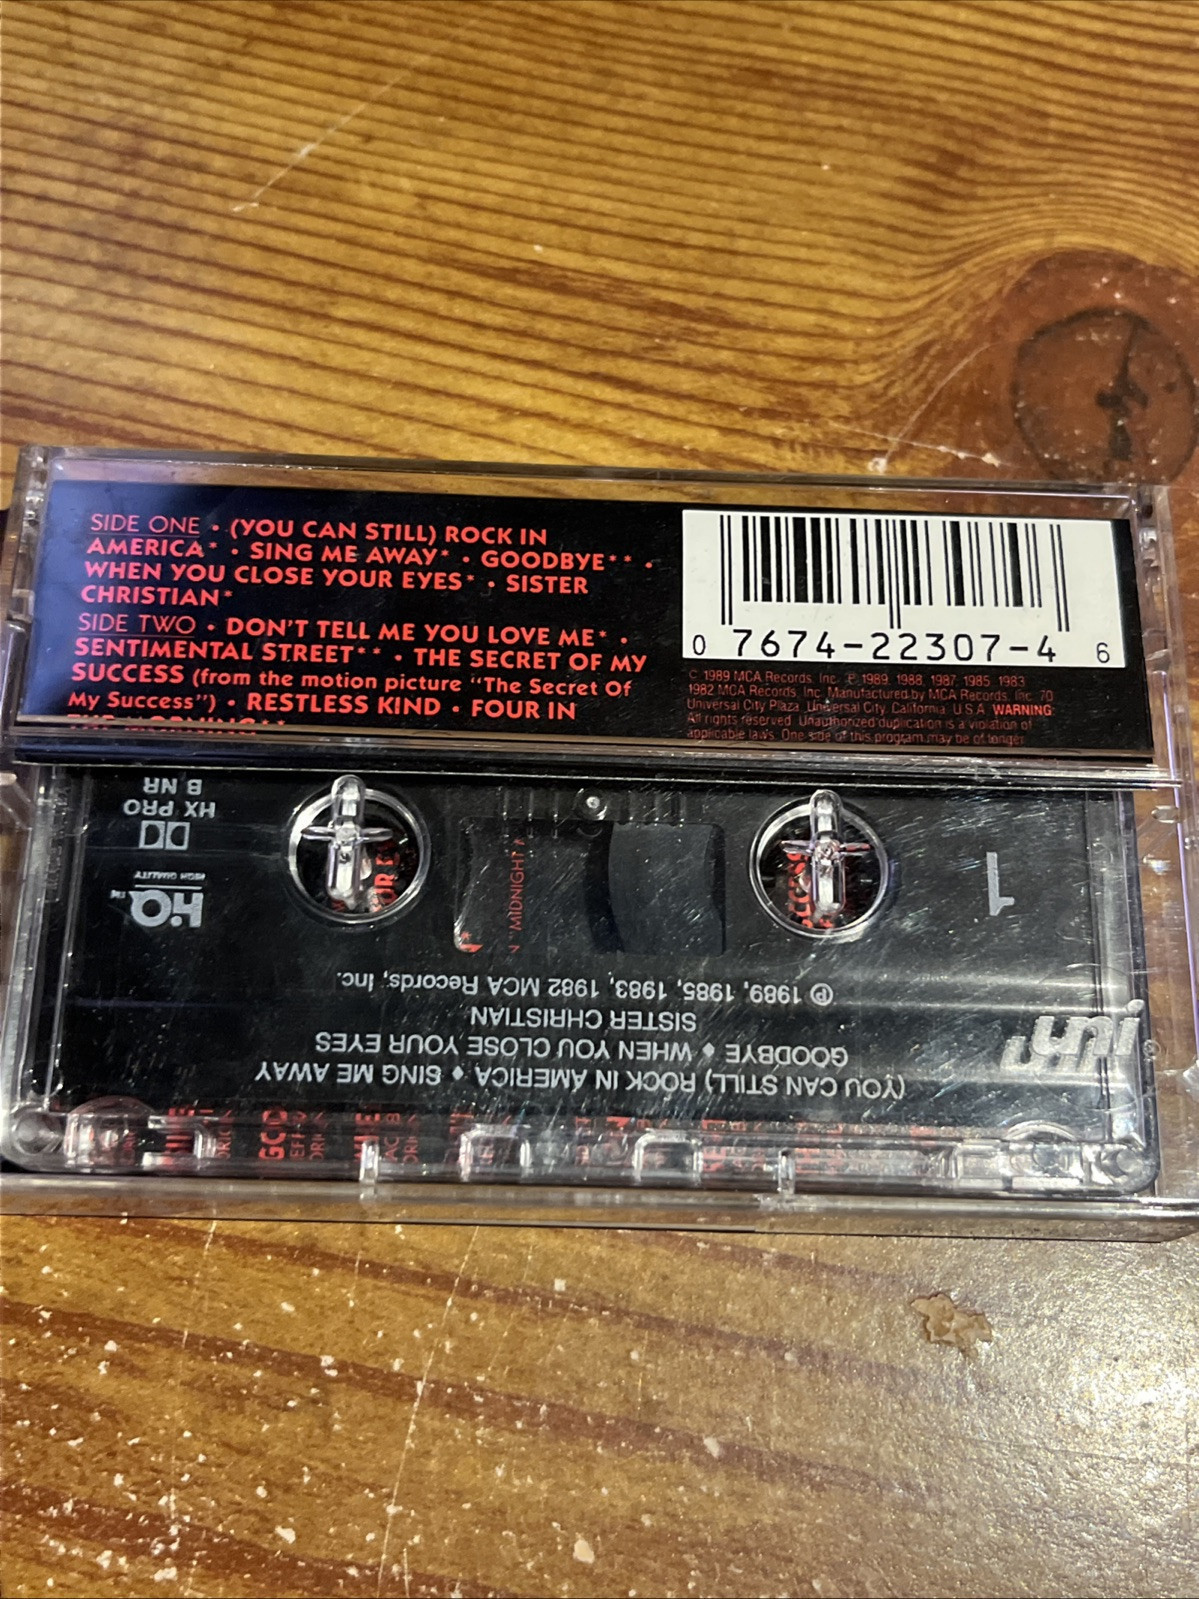 SIDE ONE • (YOU CAN STILL) ROCK IN
AMERICA* • SING ME AWAY* • GOODBYE** •
WHEN YOU CLOSE YOUR EYES* • SISTER
CHRISTIAN*
SIDE TWO • DON'T TELL ME YOU LOVE ME* •
SENTIMENTAL STREET** • THE SECRET OF MY
SUCCESS (from the motion picture "The Secret Of
My Success") • RESTLESS KIND • FOUR IN
THE MORNING**
0 7674-22307-4 6
© 1989 MCA Records, Inc. ℗ 1989, 1988, 1987, 1985, 1983,
1982 MCA Records, Inc. Manufactured by MCA Records, Inc. 70
Universal City Plaza, Universal City, California, U.S.A. WARNING:
All rights reserved. Unauthorized duplication is a violation of
applicable laws. One side of this program may be of longer
1
(YOU CAN STILL) ROCK IN AMERICA ♦ SING ME AWAY
GOODBYE ♦ WHEN YOU CLOSE YOUR EYES
SISTER CHRISTIAN
℗ 1989, 1985, 1983, 1982 MCA Records, Inc.
"MIDNIGHT
HiQ™
HIGH QUALITY
HX PRO
B NR